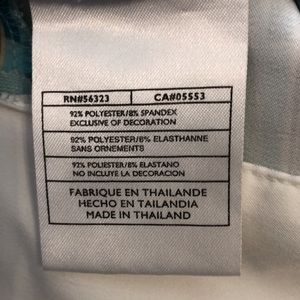 RN#56323 CA#05553
92% POLYESTER/8% SPANDEX
EXCLUSIVE OF DECORATION
92% POLYESTER/8% ELASTHANNE
SANS ORNEMENTS
92% POLIESTER/8% ELASTANO
NO INCLUYE LA DECORACION
FABRIQUE EN THAILANDE
HECHO EN TAILANDIA
MADE IN THAILAND